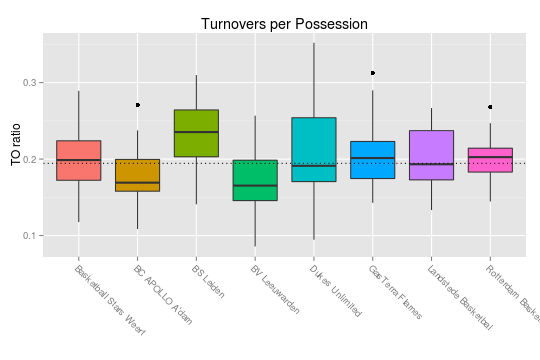 Turnovers per Possession
TO ratio
0.3
0.2
0.1
Basketball Stars Weert
BC APOLLO A'dam
BS Leiden
BV Leeuwarden
Dukes Unlimited
GasTerra Flames
Landstede Basketbal
Rotterdam Baske